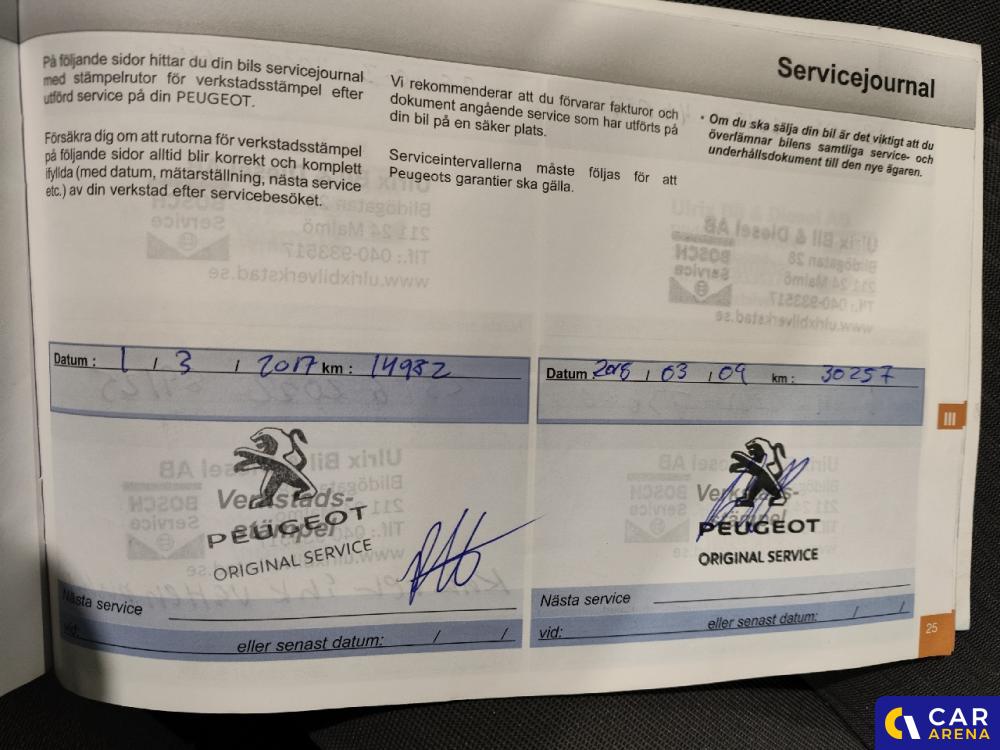 Servicejournal
På följande sidor hittar du din bils servicejournal
med stämpelrutor för verkstadsstämpel efter
utförd service på din PEUGEOT.
Försäkra dig om att rutorna för verkstadsstämpel
på följande sidor alltid blir korrekt och komplett
ifyllda (med datum, mätarställning, nästa service
etc.) av din verkstad efter servicebesöket.
Vi rekommenderar att du förvarar fakturor och
dokument angående service som har utförts på
din bil på en säker plats.
Serviceintervallerna måste följas för att
Peugeots garantier ska gälla.
• Om du ska sälja din bil är det viktigt att du
överlämnar bilens samtliga service- och
underhållsdokument till den nye ägaren.
Datum : 1 / 3 / 2017 km : 14982
Verkstads-
stämpel
PEUGEOT
ORIGINAL SERVICE
Nästa service
vid:
eller senast datum: / /
Datum : / 03 / 09 km : 30257
Verkstads-
stämpel
PEUGEOT
ORIGINAL SERVICE
Nästa service
vid:
eller senast datum: / /
III
25
CAR
ARENA